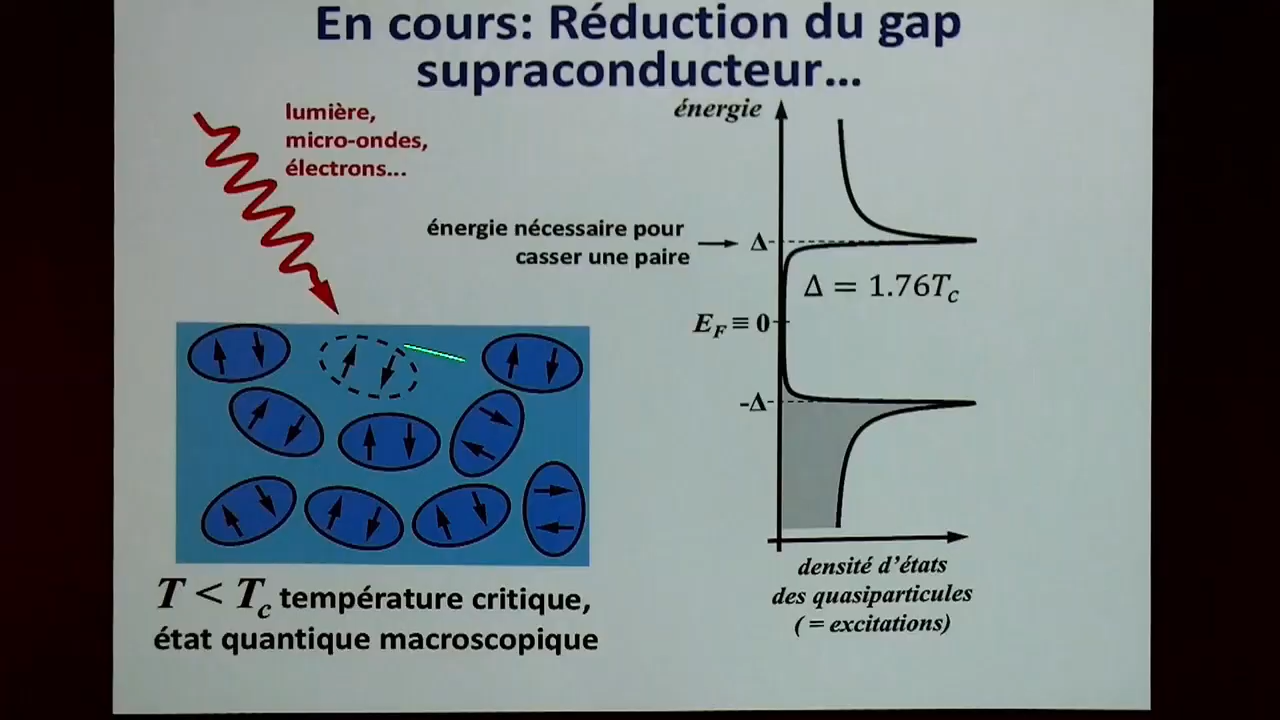 En cours: Réduction du gap
supraconducteur...
lumière,
micro-ondes,
électrons...
énergie nécessaire pour
casser une paire
T < Tc température critique,
état quantique macroscopique
énergie
Δ
Δ = 1.76Tc
EF ≡ 0
-Δ
densité d'états
des quasiparticules
( = excitations)